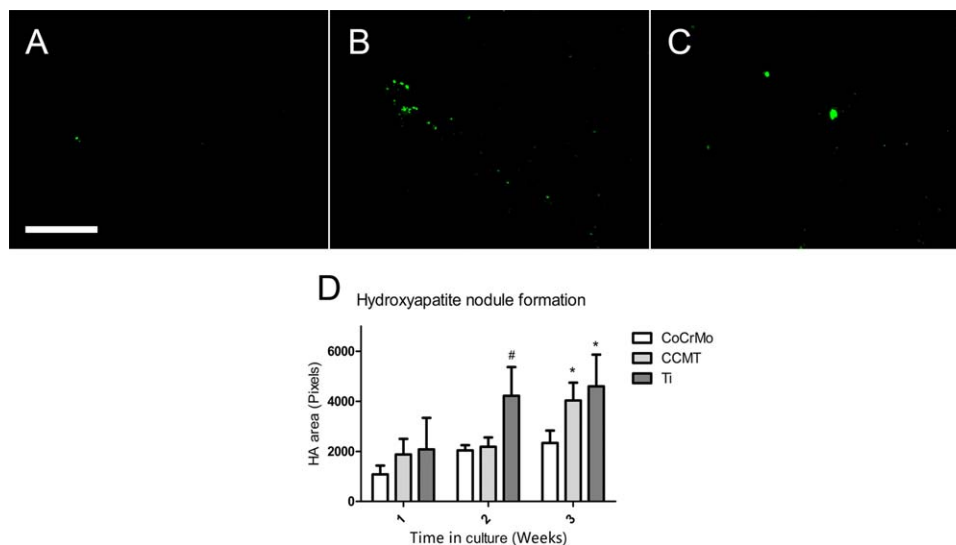 A
B
C
D
Hydroxyapatite nodule formation
CoCrMo
CCMT
Ti
HA area (Pixels)
6000
4000
2000
0
#
*
*
1
2
3
Time in culture (Weeks)